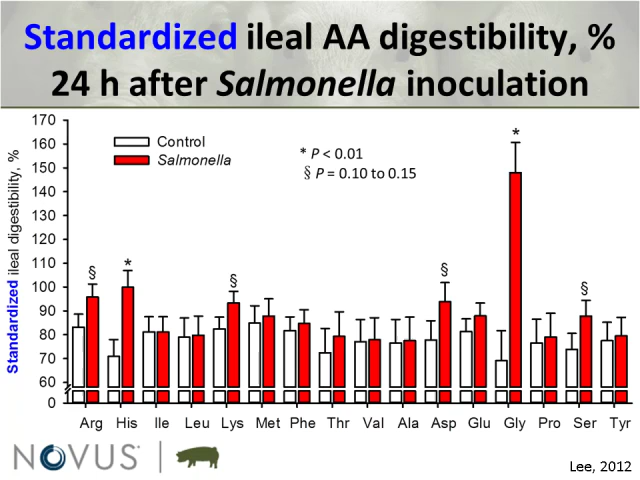 Standardized ileal AA digestibility, %
24 h after Salmonella inoculation
Standardized ileal digestibility, %
170
160
150
140
130
120
110
100
90
80
70
60
0
Control
Salmonella
* P < 0.01
§ P = 0.10 to 0.15
§
*
§
§
*
§
Arg His Ile Leu Lys Met Phe Thr Val Ala Asp Glu Gly Pro Ser Tyr
NOVUS®
Lee, 2012